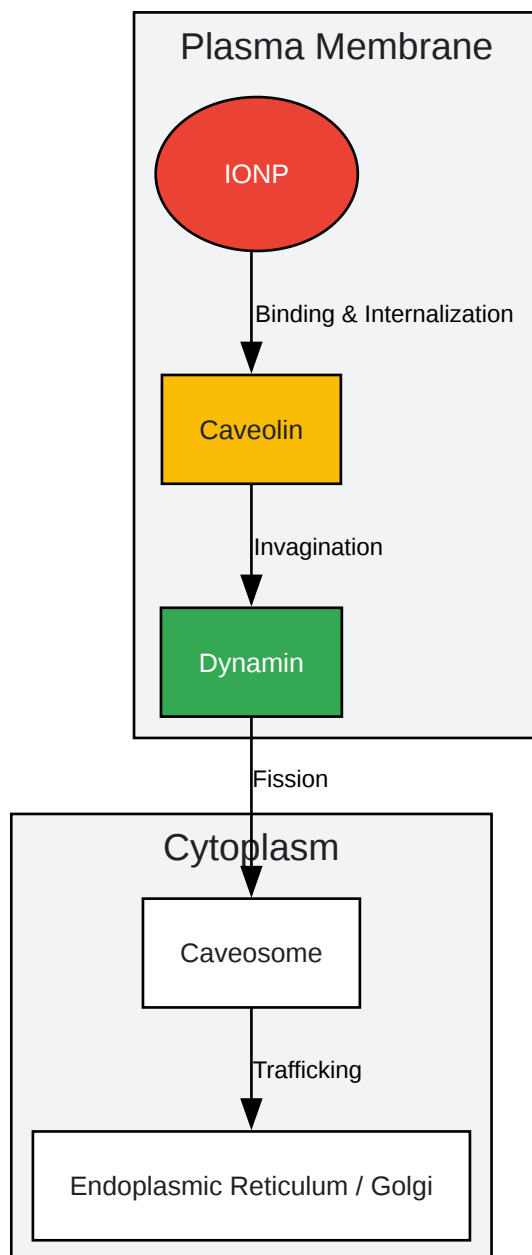 Plasma Membrane
IONP
Binding & Internalization
Caveolin
Invagination
Dynamin
Fission
Cytoplasm
Caveosome
Trafficking
Endoplasmic Reticulum / Golgi